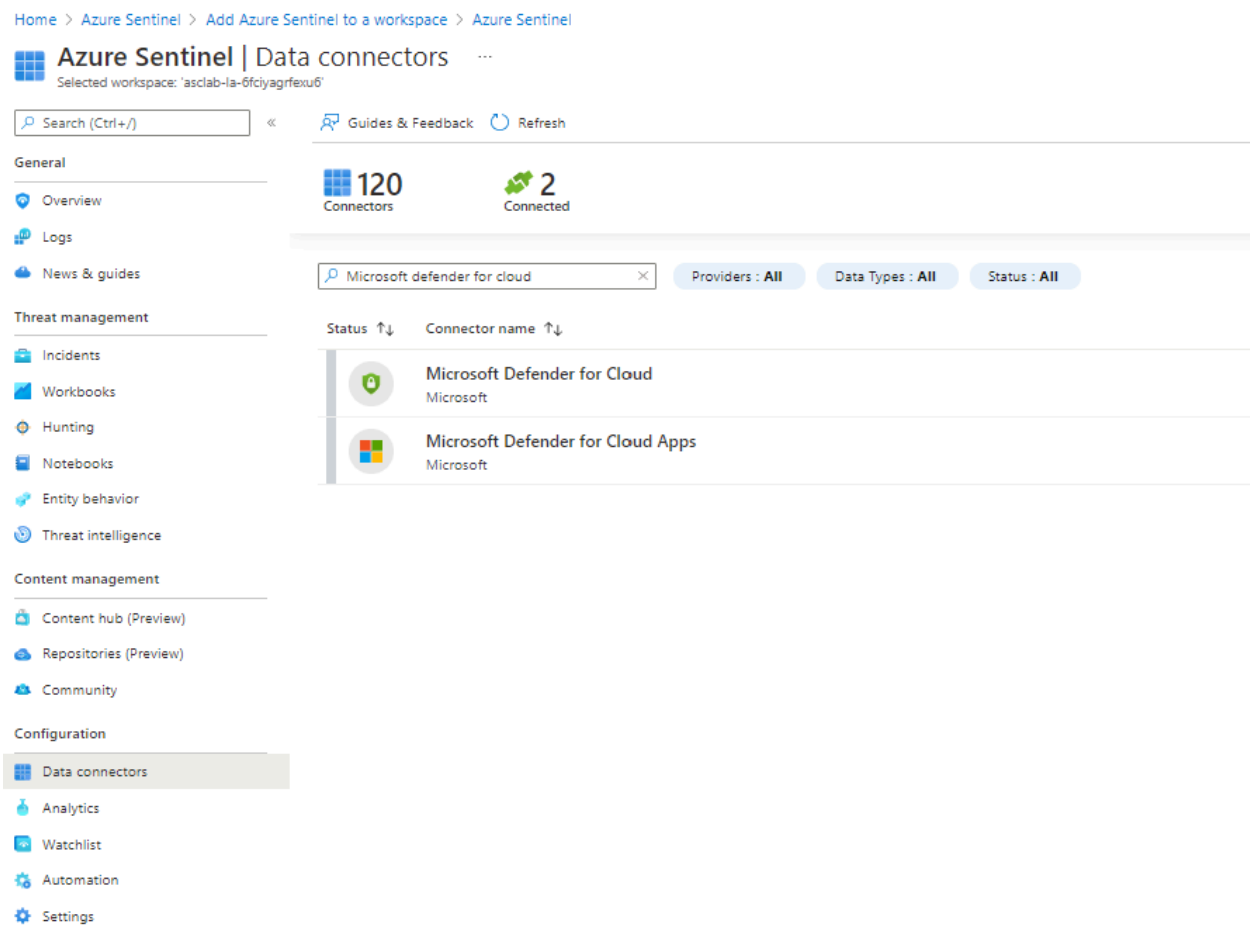 Home > Azure Sentinel > Add Azure Sentinel to a workspace > Azure Sentinel
Azure Sentinel | Data connectors ...
Selected workspace: 'asclab-la-6fciyagrfexu6'
Search (Ctrl+/)
«
General
Overview
Logs
News & guides
Threat management
Incidents
Workbooks
Hunting
Notebooks
Entity behavior
Threat intelligence
Content management
Content hub (Preview)
Repositories (Preview)
Community
Configuration
Data connectors
Analytics
Watchlist
Automation
Settings
Guides & Feedback Refresh
120 2
Connectors Connected
Microsoft defender for cloud × Providers : All Data Types : All Status : All
Status ↑↓ Connector name ↑↓
Microsoft Defender for Cloud
Microsoft
Microsoft Defender for Cloud Apps
Microsoft